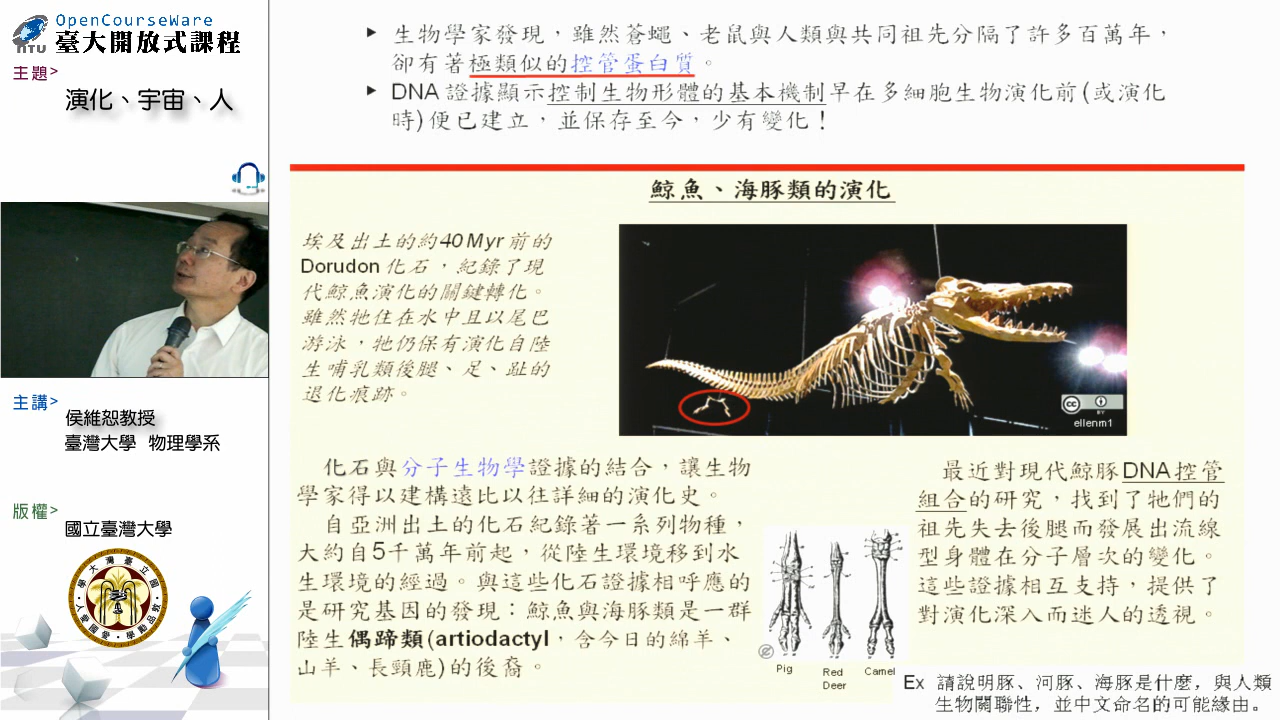 OpenCourseWare
NTU 臺大開放式課程
主題>
演化、宇宙、人
主講>
侯維恕教授
臺灣大學 物理學系
版權>
國立臺灣大學
生物學家發現，雖然蒼蠅、老鼠與人類與共同祖先分隔了許多百萬年，
卻有著極類似的控管蛋白質。
DNA 證據顯示控制生物形體的基本機制早在多細胞生物演化前(或演化
時)便已建立，並保存至今，少有變化！
鯨魚、海豚類的演化
埃及出土的約40 Myr 前的
Dorudon 化石，紀錄了現
代鯨魚演化的關鍵轉化。
雖然牠住在水中且以尾巴
游泳，牠仍保有演化自陸
生哺乳類後腿、足、趾的
退化痕跡。
cc BY
ellenm1
化石與分子生物學證據的結合，讓生物
學家得以建構遠比以往詳細的演化史。
自亞洲出土的化石紀錄著一系列物種，
大約自5千萬年前起，從陸生環境移到水
生環境的經過。與這些化石證據相呼應的
是研究基因的發現：鯨魚與海豚類是一群
陸生偶蹄類(artiodactyl，含今日的綿羊、
山羊、長頸鹿)的後裔。
Pig
Red
Deer
Camel
最近對現代鯨豚DNA控管
組合的研究，找到了牠們的
祖先失去後腿而發展出流線
型身體在分子層次的變化。
這些證據相互支持，提供了
對演化深入而迷人的透視。
Ex 請說明豚、河豚、海豚是什麼，與人類
生物關聯性，並中文命名的可能緣由。